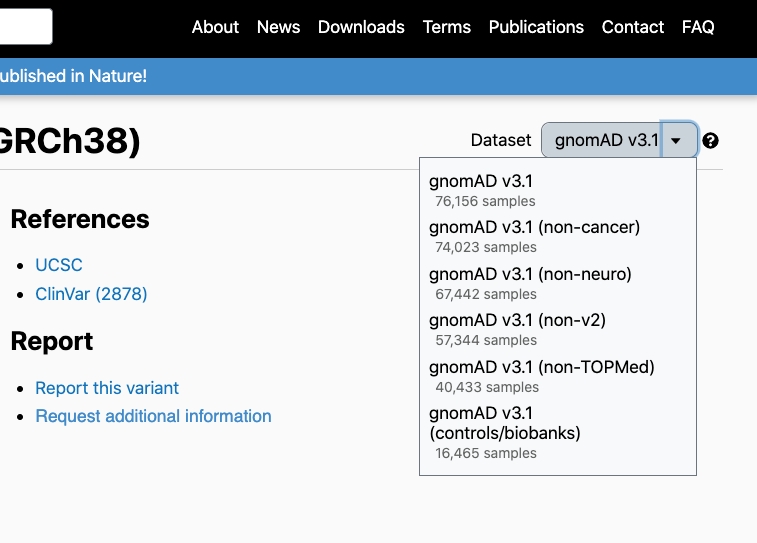 About News Downloads Terms Publications Contact FAQ
ublished in Nature!
GRCh38)
Dataset gnomAD v3.1
gnomAD v3.1
76,156 samples
gnomAD v3.1 (non-cancer)
74,023 samples
gnomAD v3.1 (non-neuro)
67,442 samples
gnomAD v3.1 (non-v2)
57,344 samples
gnomAD v3.1 (non-TOPMed)
40,433 samples
gnomAD v3.1
(controls/biobanks)
16,465 samples
References
UCSC
ClinVar (2878)
Report
Report this variant
Request additional information